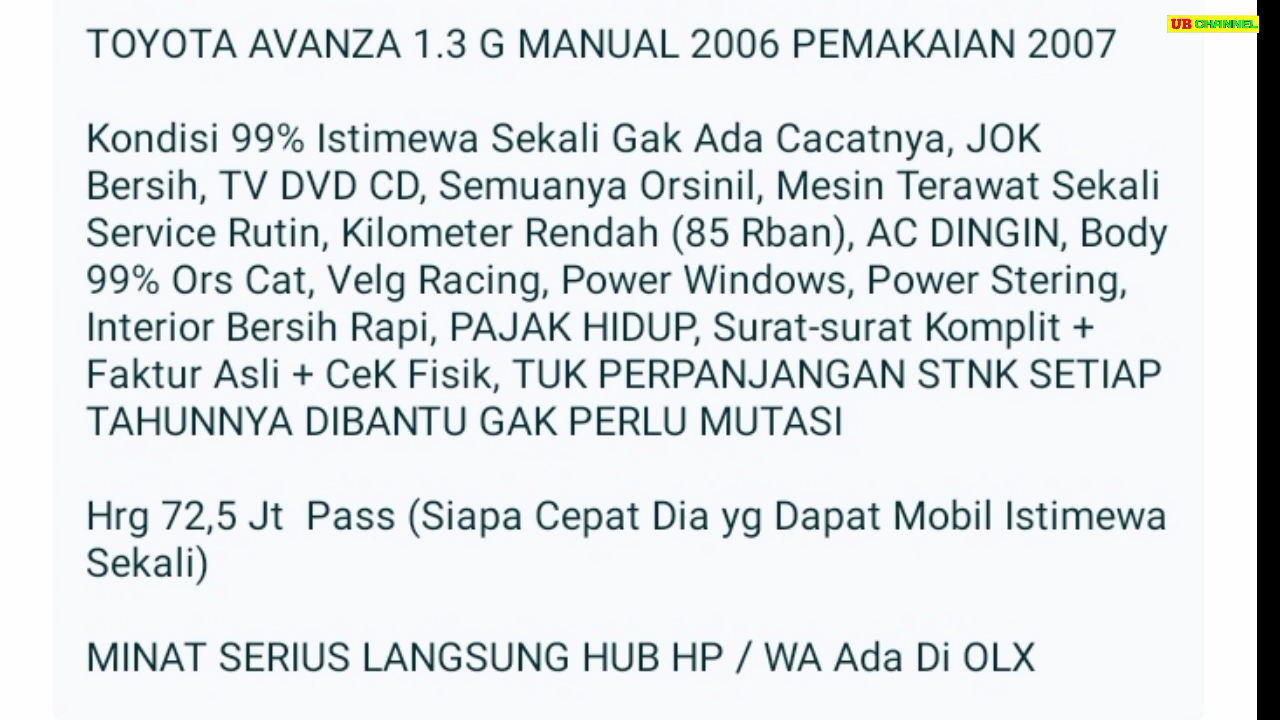 UB CHANNEL
TOYOTA AVANZA 1.3 G MANUAL 2006 PEMAKAIAN 2007
Kondisi 99% Istimewa Sekali Gak Ada Cacatnya, JOK
Bersih, TV DVD CD, Semuanya Orsinil, Mesin Terawat Sekali
Service Rutin, Kilometer Rendah (85 Rban), AC DINGIN, Body
99% Ors Cat, Velg Racing, Power Windows, Power Stering,
Interior Bersih Rapi, PAJAK HIDUP, Surat-surat Komplit +
Faktur Asli + CeK Fisik, TUK PERPANJANGAN STNK SETIAP
TAHUNNYA DIBANTU GAK PERLU MUTASI
Hrg 72,5 Jt  Pass (Siapa Cepat Dia yg Dapat Mobil Istimewa
Sekali)
MINAT SERIUS LANGSUNG HUB HP / WA Ada Di OLX